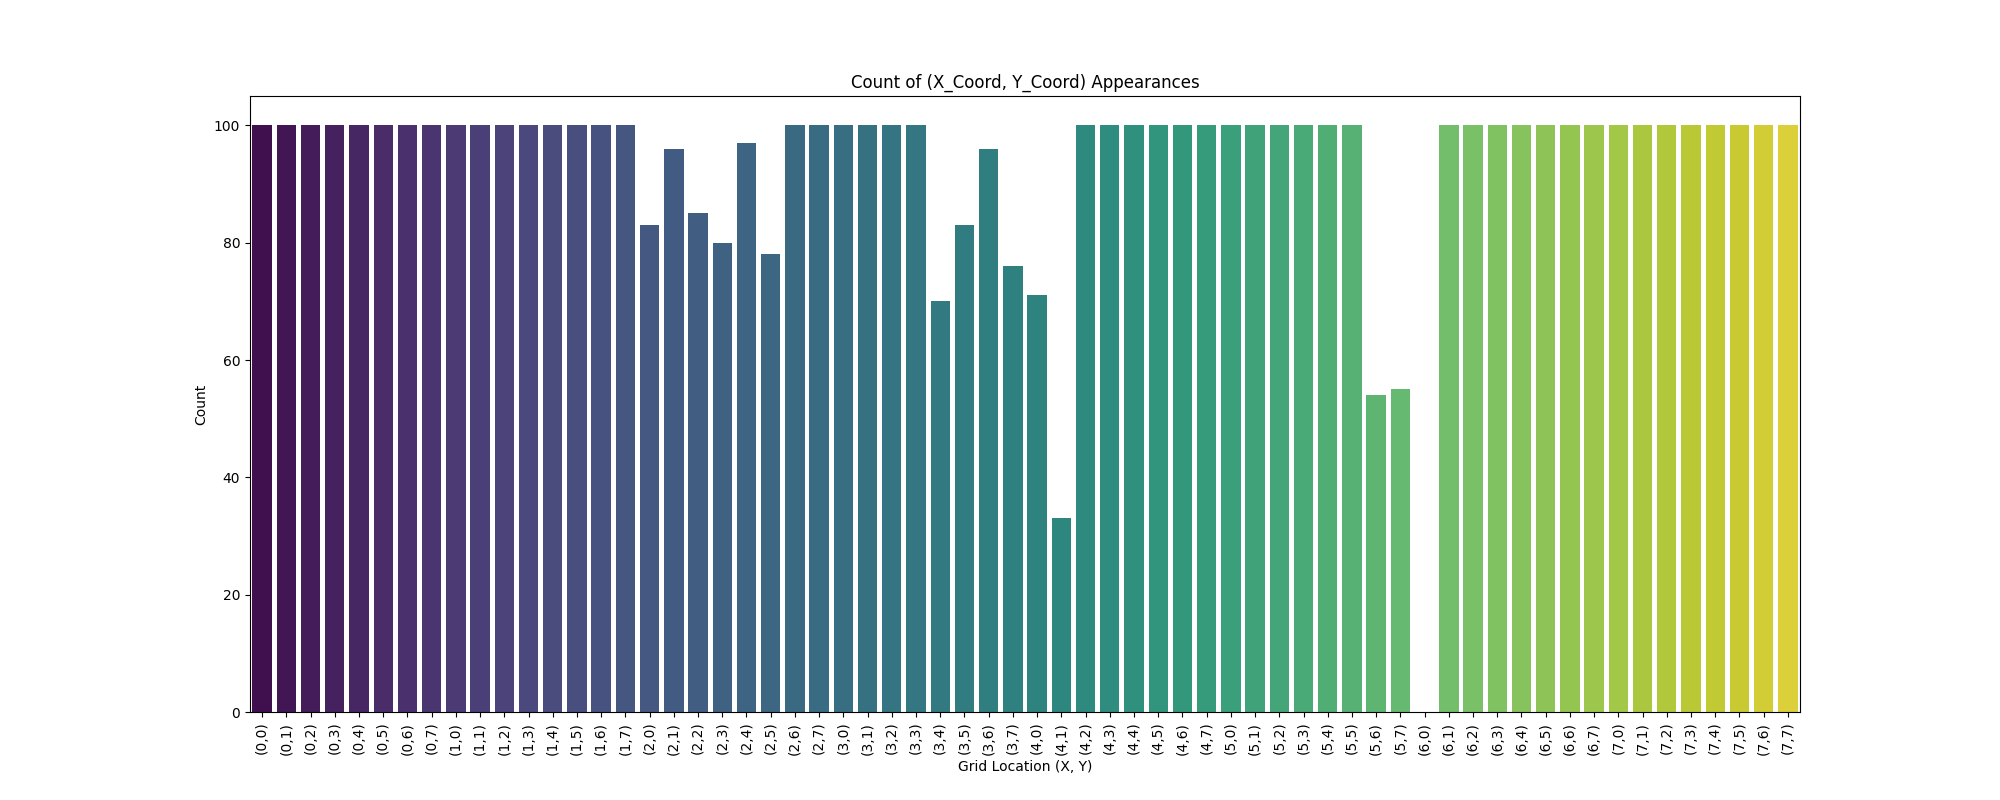 Count of (X_Coord, Y_Coord) Appearances
100
80
60
40
20
0
Count
(0,0) (0,1) (0,2) (0,3) (0,4) (0,5) (0,6) (0,7) (1,0) (1,1) (1,2) (1,3) (1,4) (1,5) (1,6) (1,7) (2,0) (2,1) (2,2) (2,3) (2,4) (2,5) (2,6) (2,7) (3,0) (3,1) (3,2) (3,3) (3,4) (3,5) (3,6) (3,7) (4,0) (4,1) (4,2) (4,3) (4,4) (4,5) (4,6) (4,7) (5,0) (5,1) (5,2) (5,3) (5,4) (5,5) (5,6) (5,7) (6,0) (6,1) (6,2) (6,3) (6,4) (6,5) (6,6) (6,7) (7,0) (7,1) (7,2) (7,3) (7,4) (7,5) (7,6) (7,7)
Grid Location (X, Y)